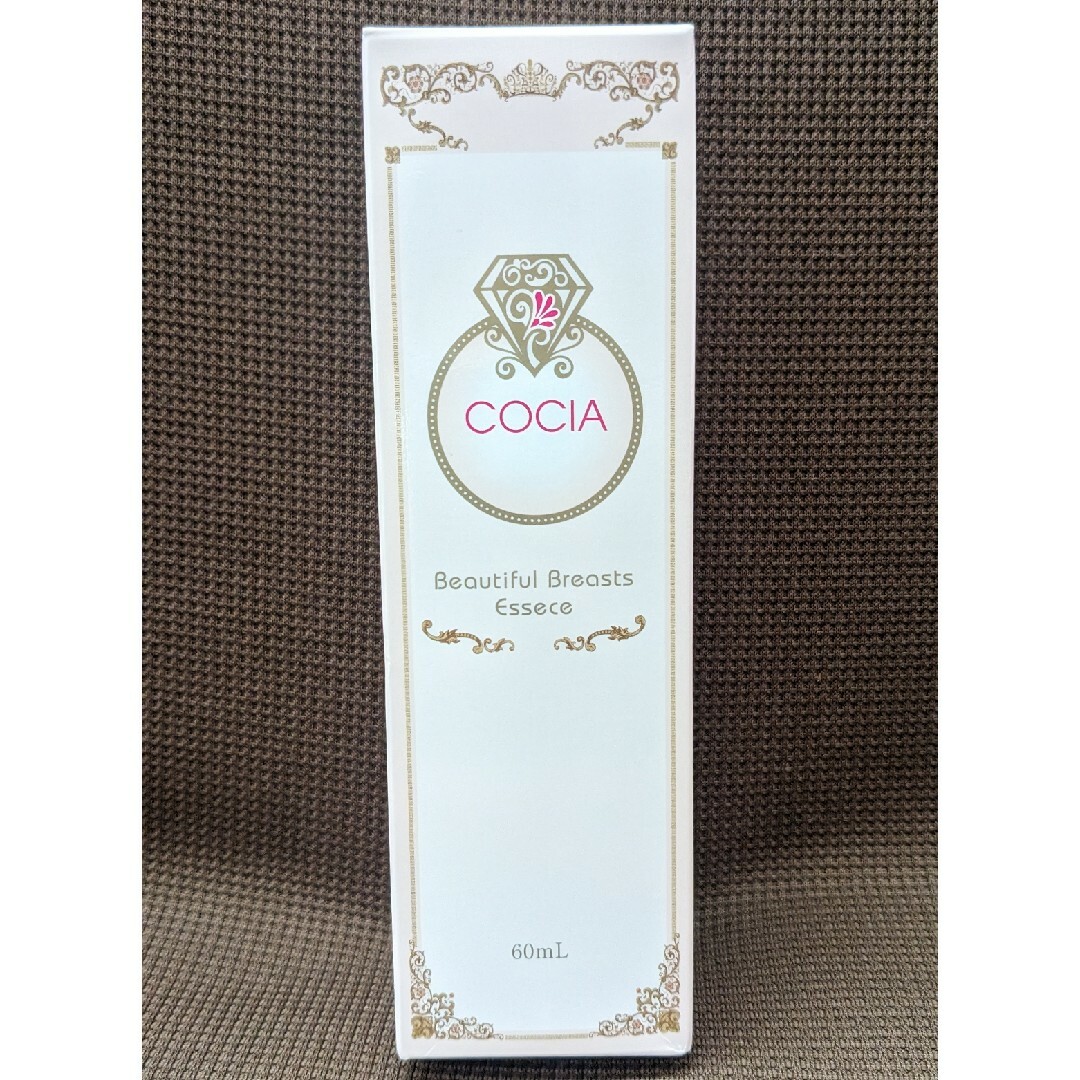 COCIA
Beautiful Breasts
Essece
60mL